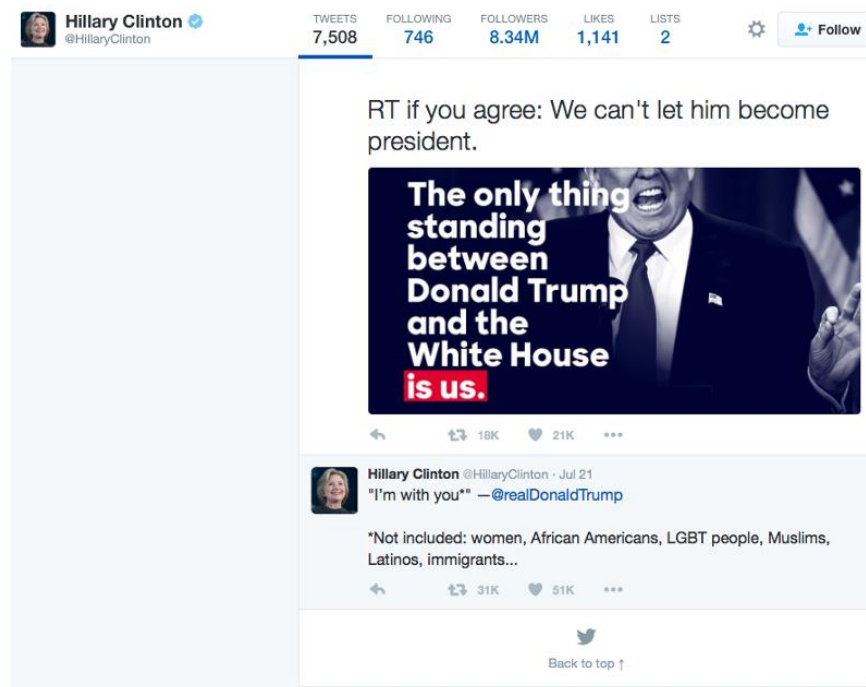 Hillary Clinton
@HillaryClinton
TWEETS
7,508
FOLLOWING
746
FOLLOWERS
8.34M
LIKES
1,141
LISTS
2
Follow
RT if you agree: We can't let him become
president.
The only thing
standing
between
Donald Trump
and the
White House
is us.
18K
21K
Hillary Clinton @HillaryClinton · Jul 21
"I'm with you*" —@realDonaldTrump
*Not included: women, African Americans, LGBT people, Muslims,
Latinos, immigrants...
31K
51K
Back to top ↑